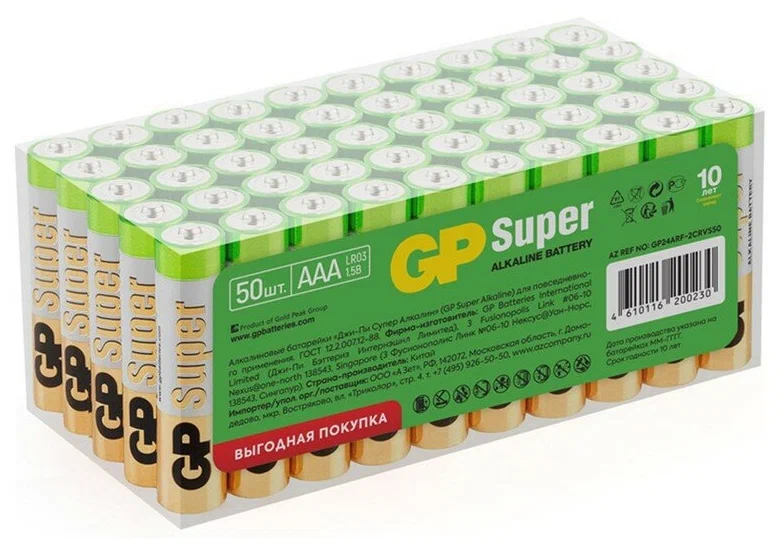 GP Super
ALKALINE BATTERY
10
лет
50шт.
AAA
LR03
1.5В
AZ REF NO: GP24ARF-2CRVS50
4 610116 200230
Product of Gold Peak Group
www.gpbatteries.com
Алкалиновые батарейки «Джи-Пи Супер Алкалин» (GP Super Alkaline) для повседневно-
го применения. ГОСТ 12.2.007.12-88. Фирма-изготовитель: GP Batteries International
Limited (Джи-Пи Бэттериз Интернашнл Лимитед), 3 Fusionopolis Link #06-10
Nexus@one-north 138543, Singapore (3 Фусионополис Линк №06-10 Нексус@Уан-Норс,
138543, Сингапур) Страна-производитель: Китай
Импортер/упол. орг./поставщик: ООО «АЗет», РФ, 142072, Московская область, г. Домо-
дедово, мкр. Востряково, вл. «Триколор», стр. 4. т. +7 (495) 926-50-50, www.azcompany.ru
Дата производства указана на
батарейках ММ-ГГГГ.
Срок годности 10 лет
ВЫГОДНАЯ ПОКУПКА
GP Super
GP Super
GP Super
GP Super
GP Super